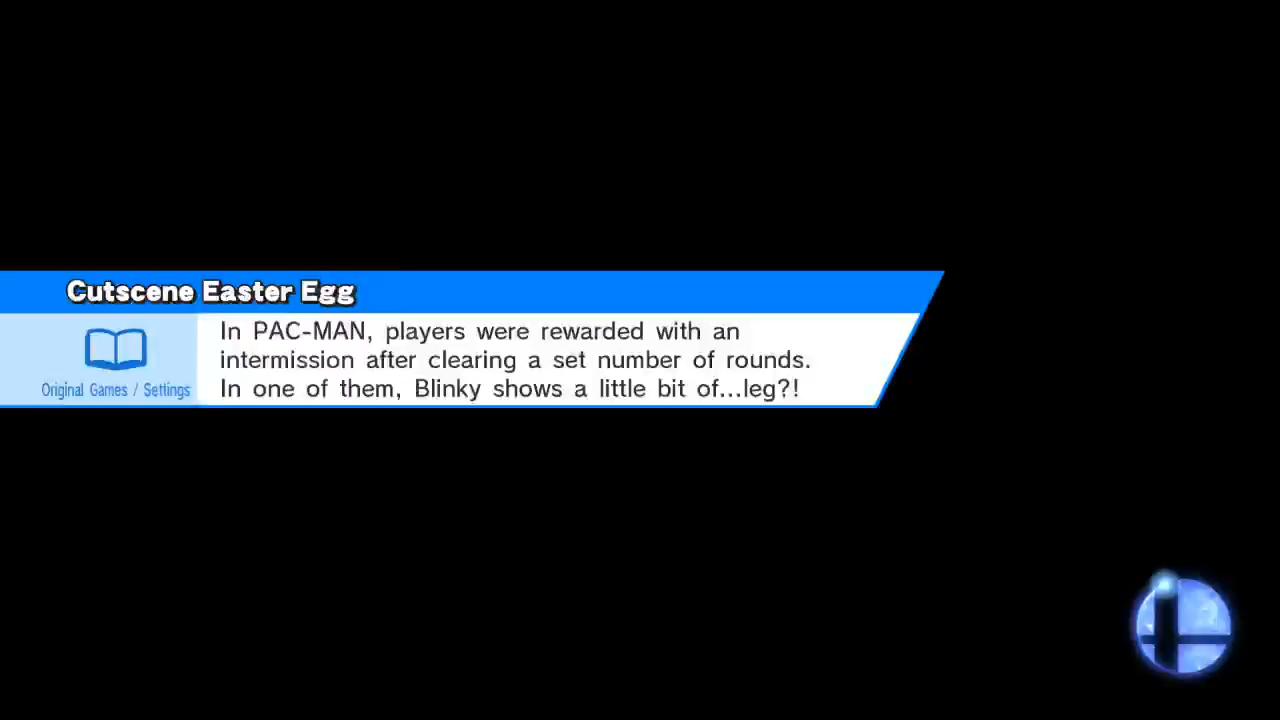 Cutscene Easter Egg
In PAC-MAN, players were rewarded with an
intermission after clearing a set number of rounds.
In one of them, Blinky shows a little bit of...leg?!
Original Games / Settings